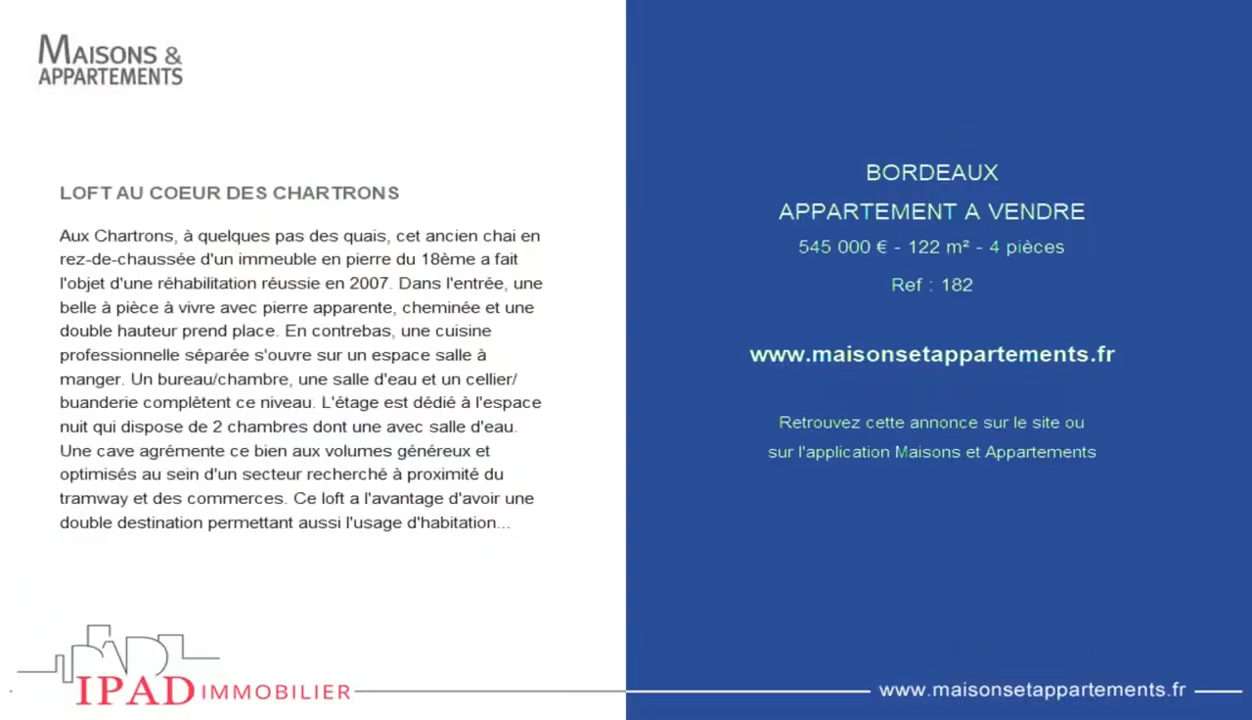 MAISONS &
APPARTEMENTS
LOFT AU COEUR DES CHARTRONS
Aux Chartrons, à quelques pas des quais, cet ancien chai en
rez-de-chaussée d'un immeuble en pierre du 18ème a fait
l'objet d'une réhabilitation réussie en 2007. Dans l'entrée, une
belle à pièce à vivre avec pierre apparente, cheminée et une
double hauteur prend place. En contrebas, une cuisine
professionnelle séparée s'ouvre sur un espace salle à
manger. Un bureau/chambre, une salle d'eau et un cellier/
buanderie complètent ce niveau. L'étage est dédié à l'espace
nuit qui dispose de 2 chambres dont une avec salle d'eau.
Une cave agrémente ce bien aux volumes généreux et
optimisés au sein d'un secteur recherché à proximité du
tramway et des commerces. Ce loft a l'avantage d'avoir une
double destination permettant aussi l'usage d'habitation...
IPAD IMMOBILIER
BORDEAUX
APPARTEMENT A VENDRE
545 000 € - 122 m² - 4 pièces
Ref : 182
www.maisonsetappartements.fr
Retrouvez cette annonce sur le site ou
sur l'application Maisons et Appartements
www.maisonsetappartements.fr